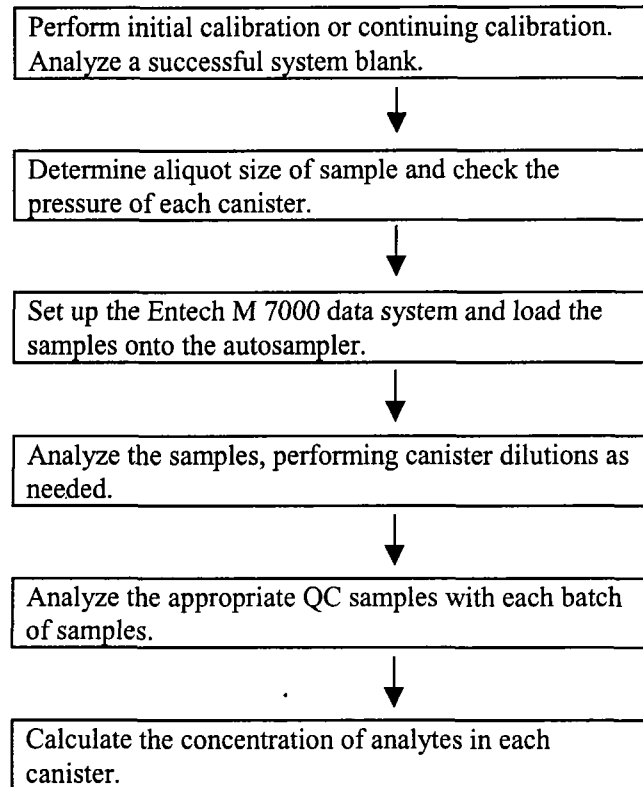 Perform initial calibration or continuing calibration.
Analyze a successful system blank.
Determine aliquot size of sample and check the
pressure of each canister.
Set up the Entech M 7000 data system and load the
samples onto the autosampler.
Analyze the samples, performing canister dilutions as
needed.
Analyze the appropriate QC samples with each batch
of samples.
Calculate the concentration of analytes in each
canister.